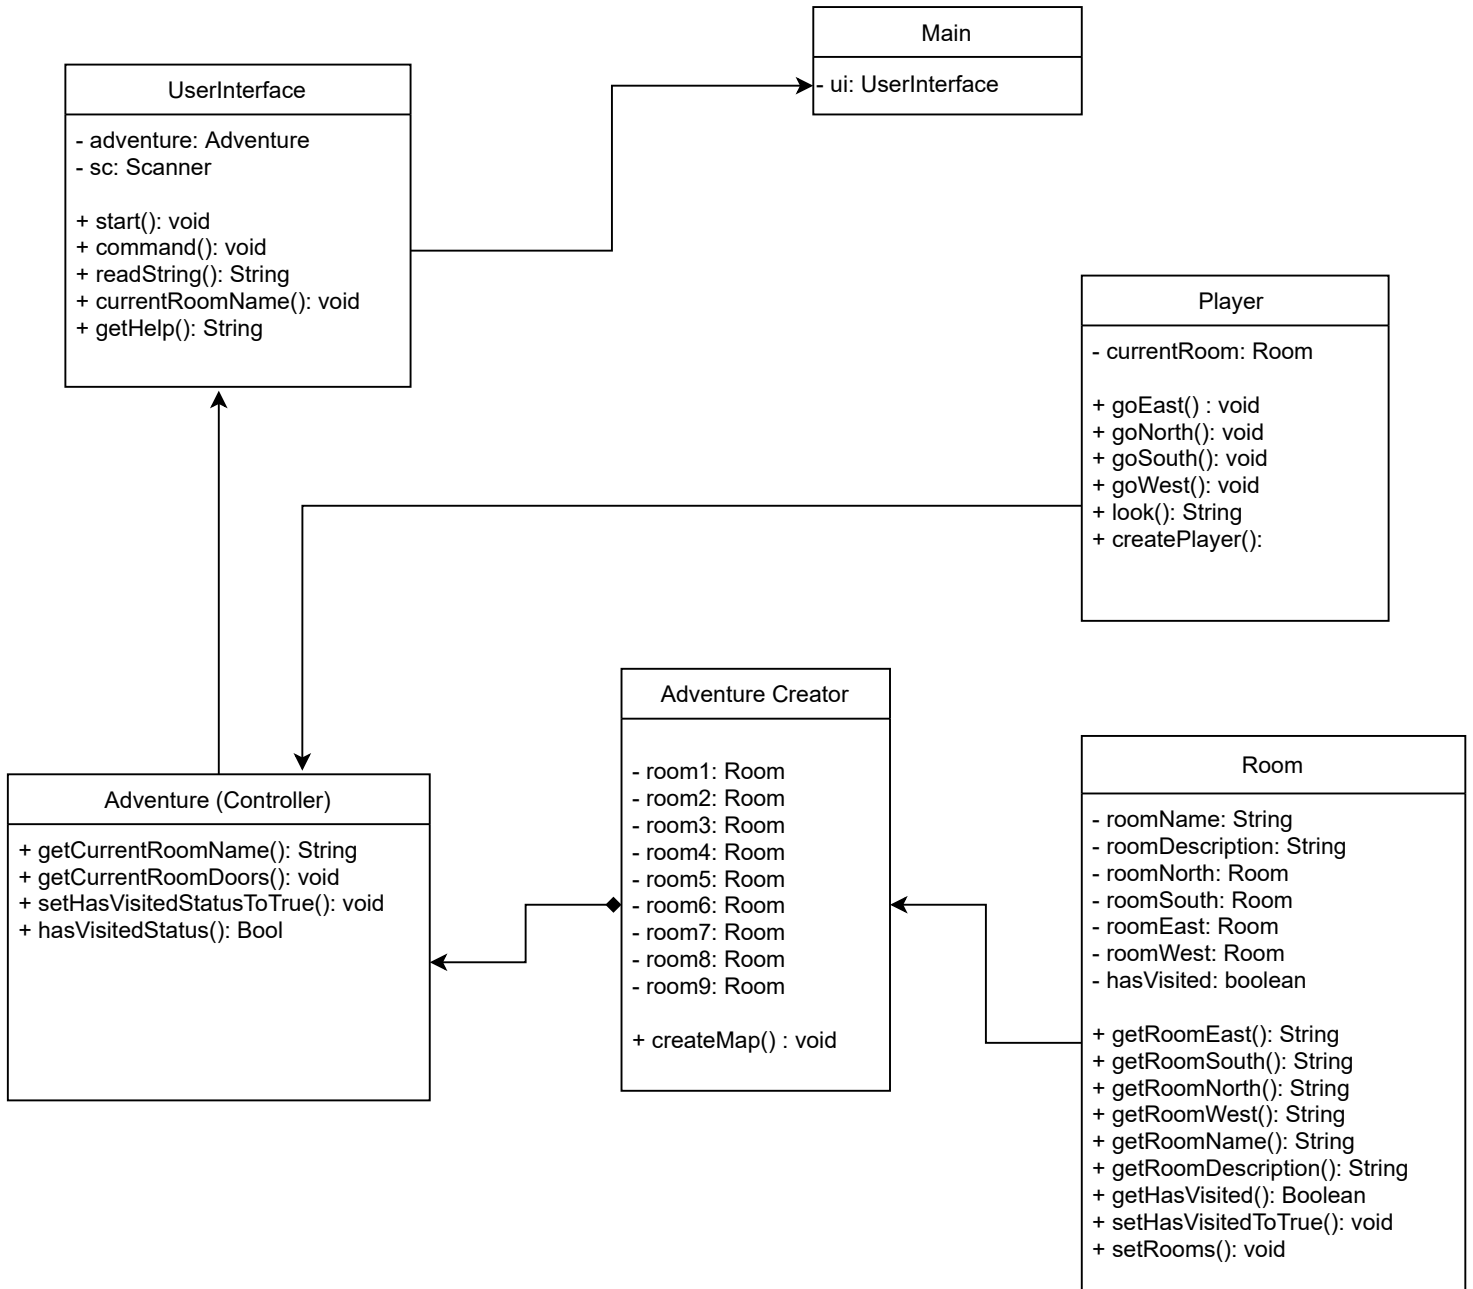 Main
- ui: UserInterface
UserInterface
- adventure: Adventure
- sc: Scanner
+ start(): void
+ command(): void
+ readString(): String
+ currentRoomName(): void
+ getHelp(): String
Player
- currentRoom: Room
+ goEast() : void
+ goNorth(): void
+ goSouth(): void
+ goWest(): void
+ look(): String
+ createPlayer():
Adventure (Controller)
+ getCurrentRoomName(): String
+ getCurrentRoomDoors(): void
+ setHasVisitedStatusToTrue(): void
+ hasVisitedStatus(): Bool
Adventure Creator
- room1: Room
- room2: Room
- room3: Room
- room4: Room
- room5: Room
- room6: Room
- room7: Room
- room8: Room
- room9: Room
+ createMap() : void
Room
- roomName: String
- roomDescription: String
- roomNorth: Room
- roomSouth: Room
- roomEast: Room
- roomWest: Room
- hasVisited: boolean
+ getRoomEast(): String
+ getRoomSouth(): String
+ getRoomNorth(): String
+ getRoomWest(): String
+ getRoomName(): String
+ getRoomDescription(): String
+ getHasVisited(): Boolean
+ setHasVisitedToTrue(): void
+ setRooms(): void